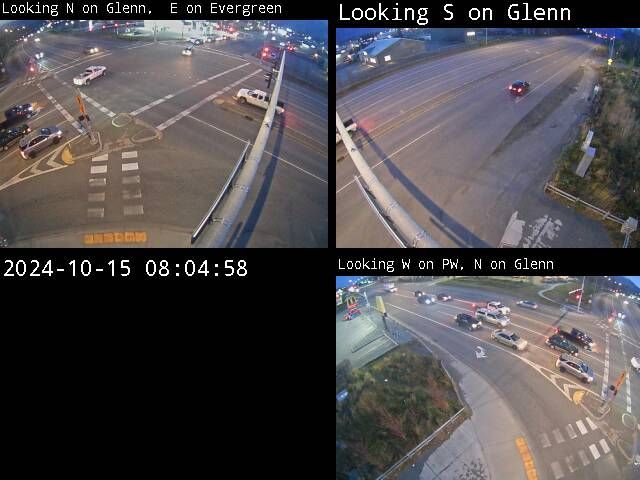 Looking N on Glenn,  E on Evergreen
Looking S on Glenn
2024-10-15 08:04:58
Looking W on PW, N on Glenn